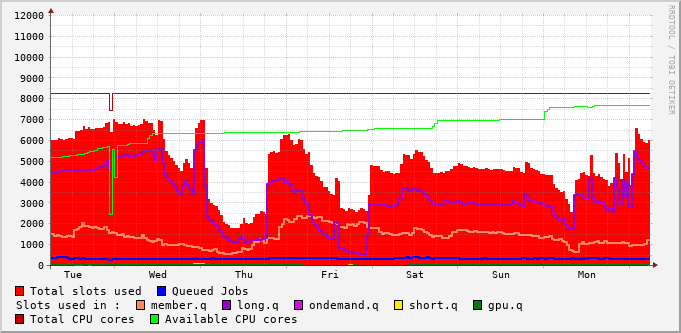 12000
11000
10000
9000
8000
7000
6000
5000
4000
3000
2000
1000
0
Tue Wed Thu Fri Sat Sun Mon
RRDTOOL / TOBI OETIKER
Total slots used Queued Jobs
Slots used in : member.q long.q ondemand.q short.q gpu.q
Total CPU cores Available CPU cores